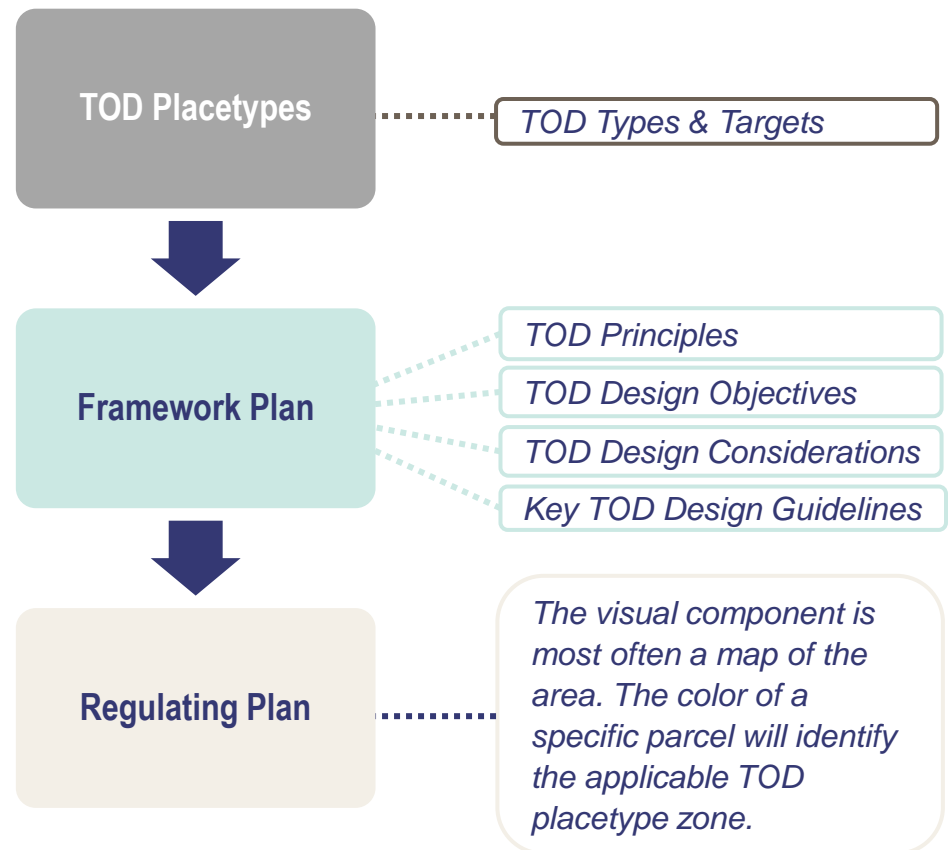 TOD Placetypes
TOD Types & Targets
Framework Plan
TOD Principles
TOD Design Objectives
TOD Design Considerations
Key TOD Design Guidelines
Regulating Plan
The visual component is
most often a map of the
area. The color of a
specific parcel will identify
the applicable TOD
placetype zone.